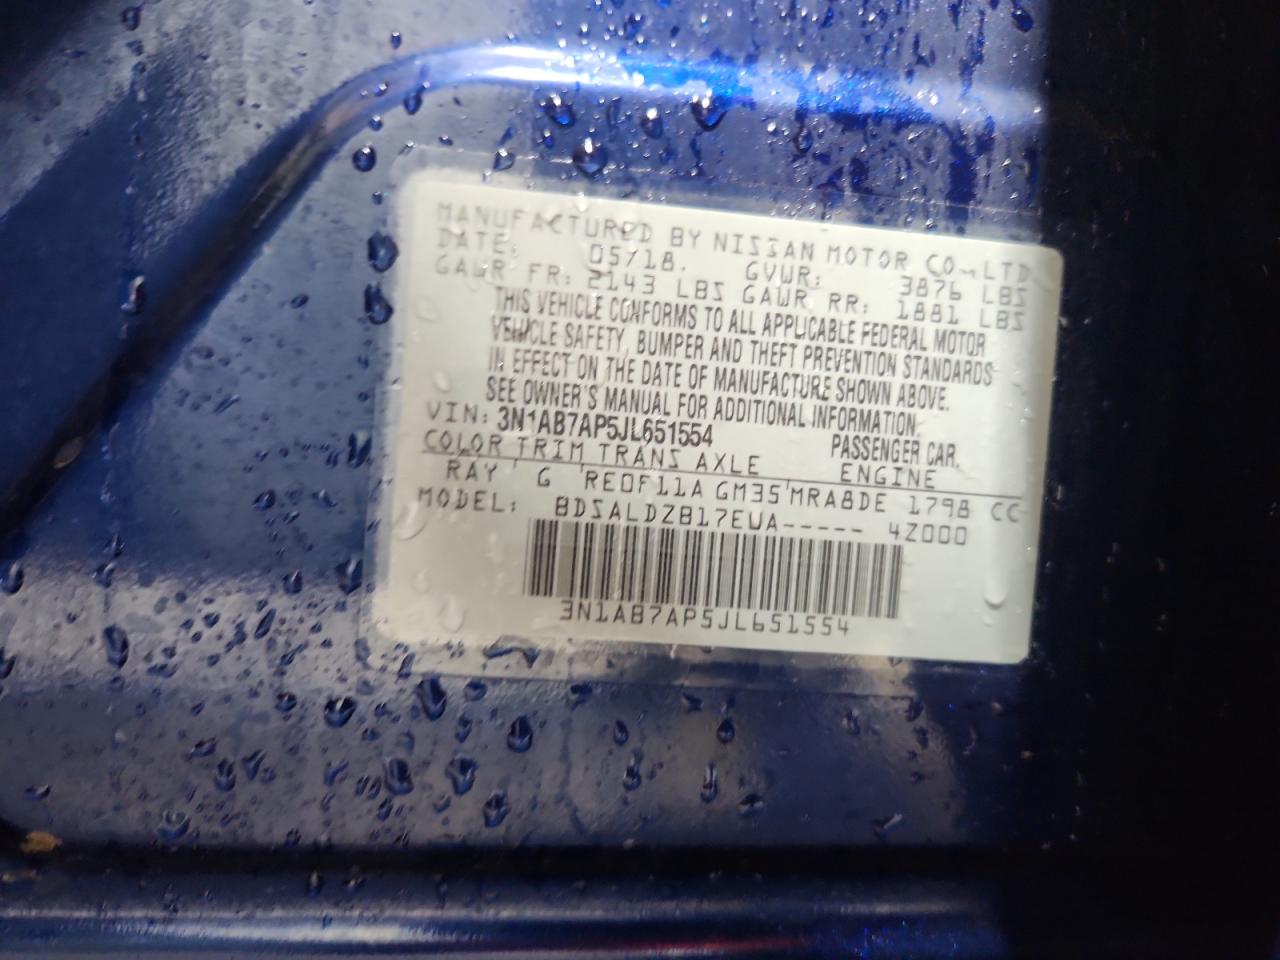 MANUFACTURED BY NISSAN MOTOR CO.,LTD
DATE: 05/18. GVWR: 3876 LBS
GAWR FR: 2143 LBS GAWR RR: 1881 LBS
THIS VEHICLE CONFORMS TO ALL APPLICABLE FEDERAL MOTOR
VEHICLE SAFETY, BUMPER AND THEFT PREVENTION STANDARDS
IN EFFECT ON THE DATE OF MANUFACTURE SHOWN ABOVE.
SEE OWNER'S MANUAL FOR ADDITIONAL INFORMATION.
VIN: 3N1AB7AP5JL651554 PASSENGER CAR.
COLOR TRIM TRANS AXLE ENGINE
RAY G RE0F11A GM35 MRA8DE 1798 CC
MODEL: BDSALDZB17EUA----- 4Z000
3N1AB7AP5JL651554